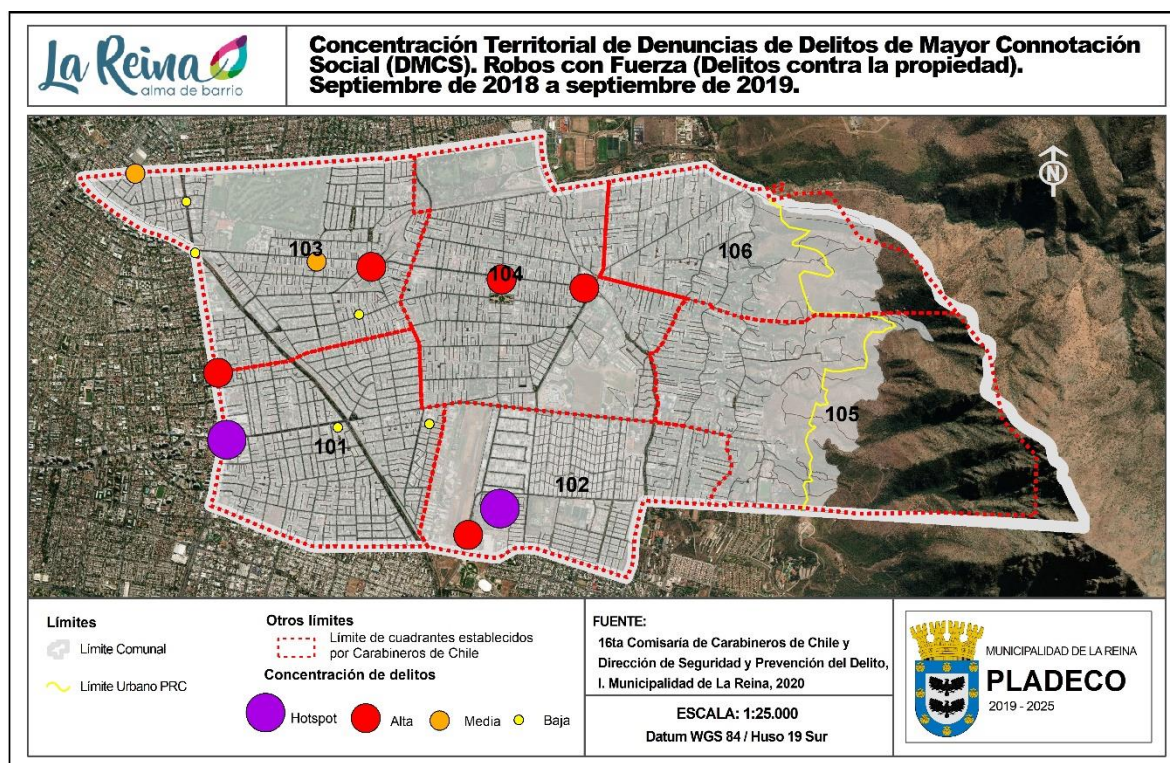 La Reina
alma de barrio
Concentración Territorial de Denuncias de Delitos de Mayor Connotación
Social (DMCS). Robos con Fuerza (Delitos contra la propiedad).
Septiembre de 2018 a septiembre de 2019.
N
103
104
106
105
101
102
Límites
Límite Comunal
Límite Urbano PRC
Otros límites
Límite de cuadrantes establecidos
por Carabineros de Chile
Concentración de delitos
Hotspot
Alta
Media
Baja
FUENTE:
16ta Comisaría de Carabineros de Chile y
Dirección de Seguridad y Prevención del Delito,
I. Municipalidad de La Reina, 2020
ESCALA: 1:25.000
Datum WGS 84 / Huso 19 Sur
MUNICIPALIDAD DE LA REINA
PLADECO
2019 - 2025